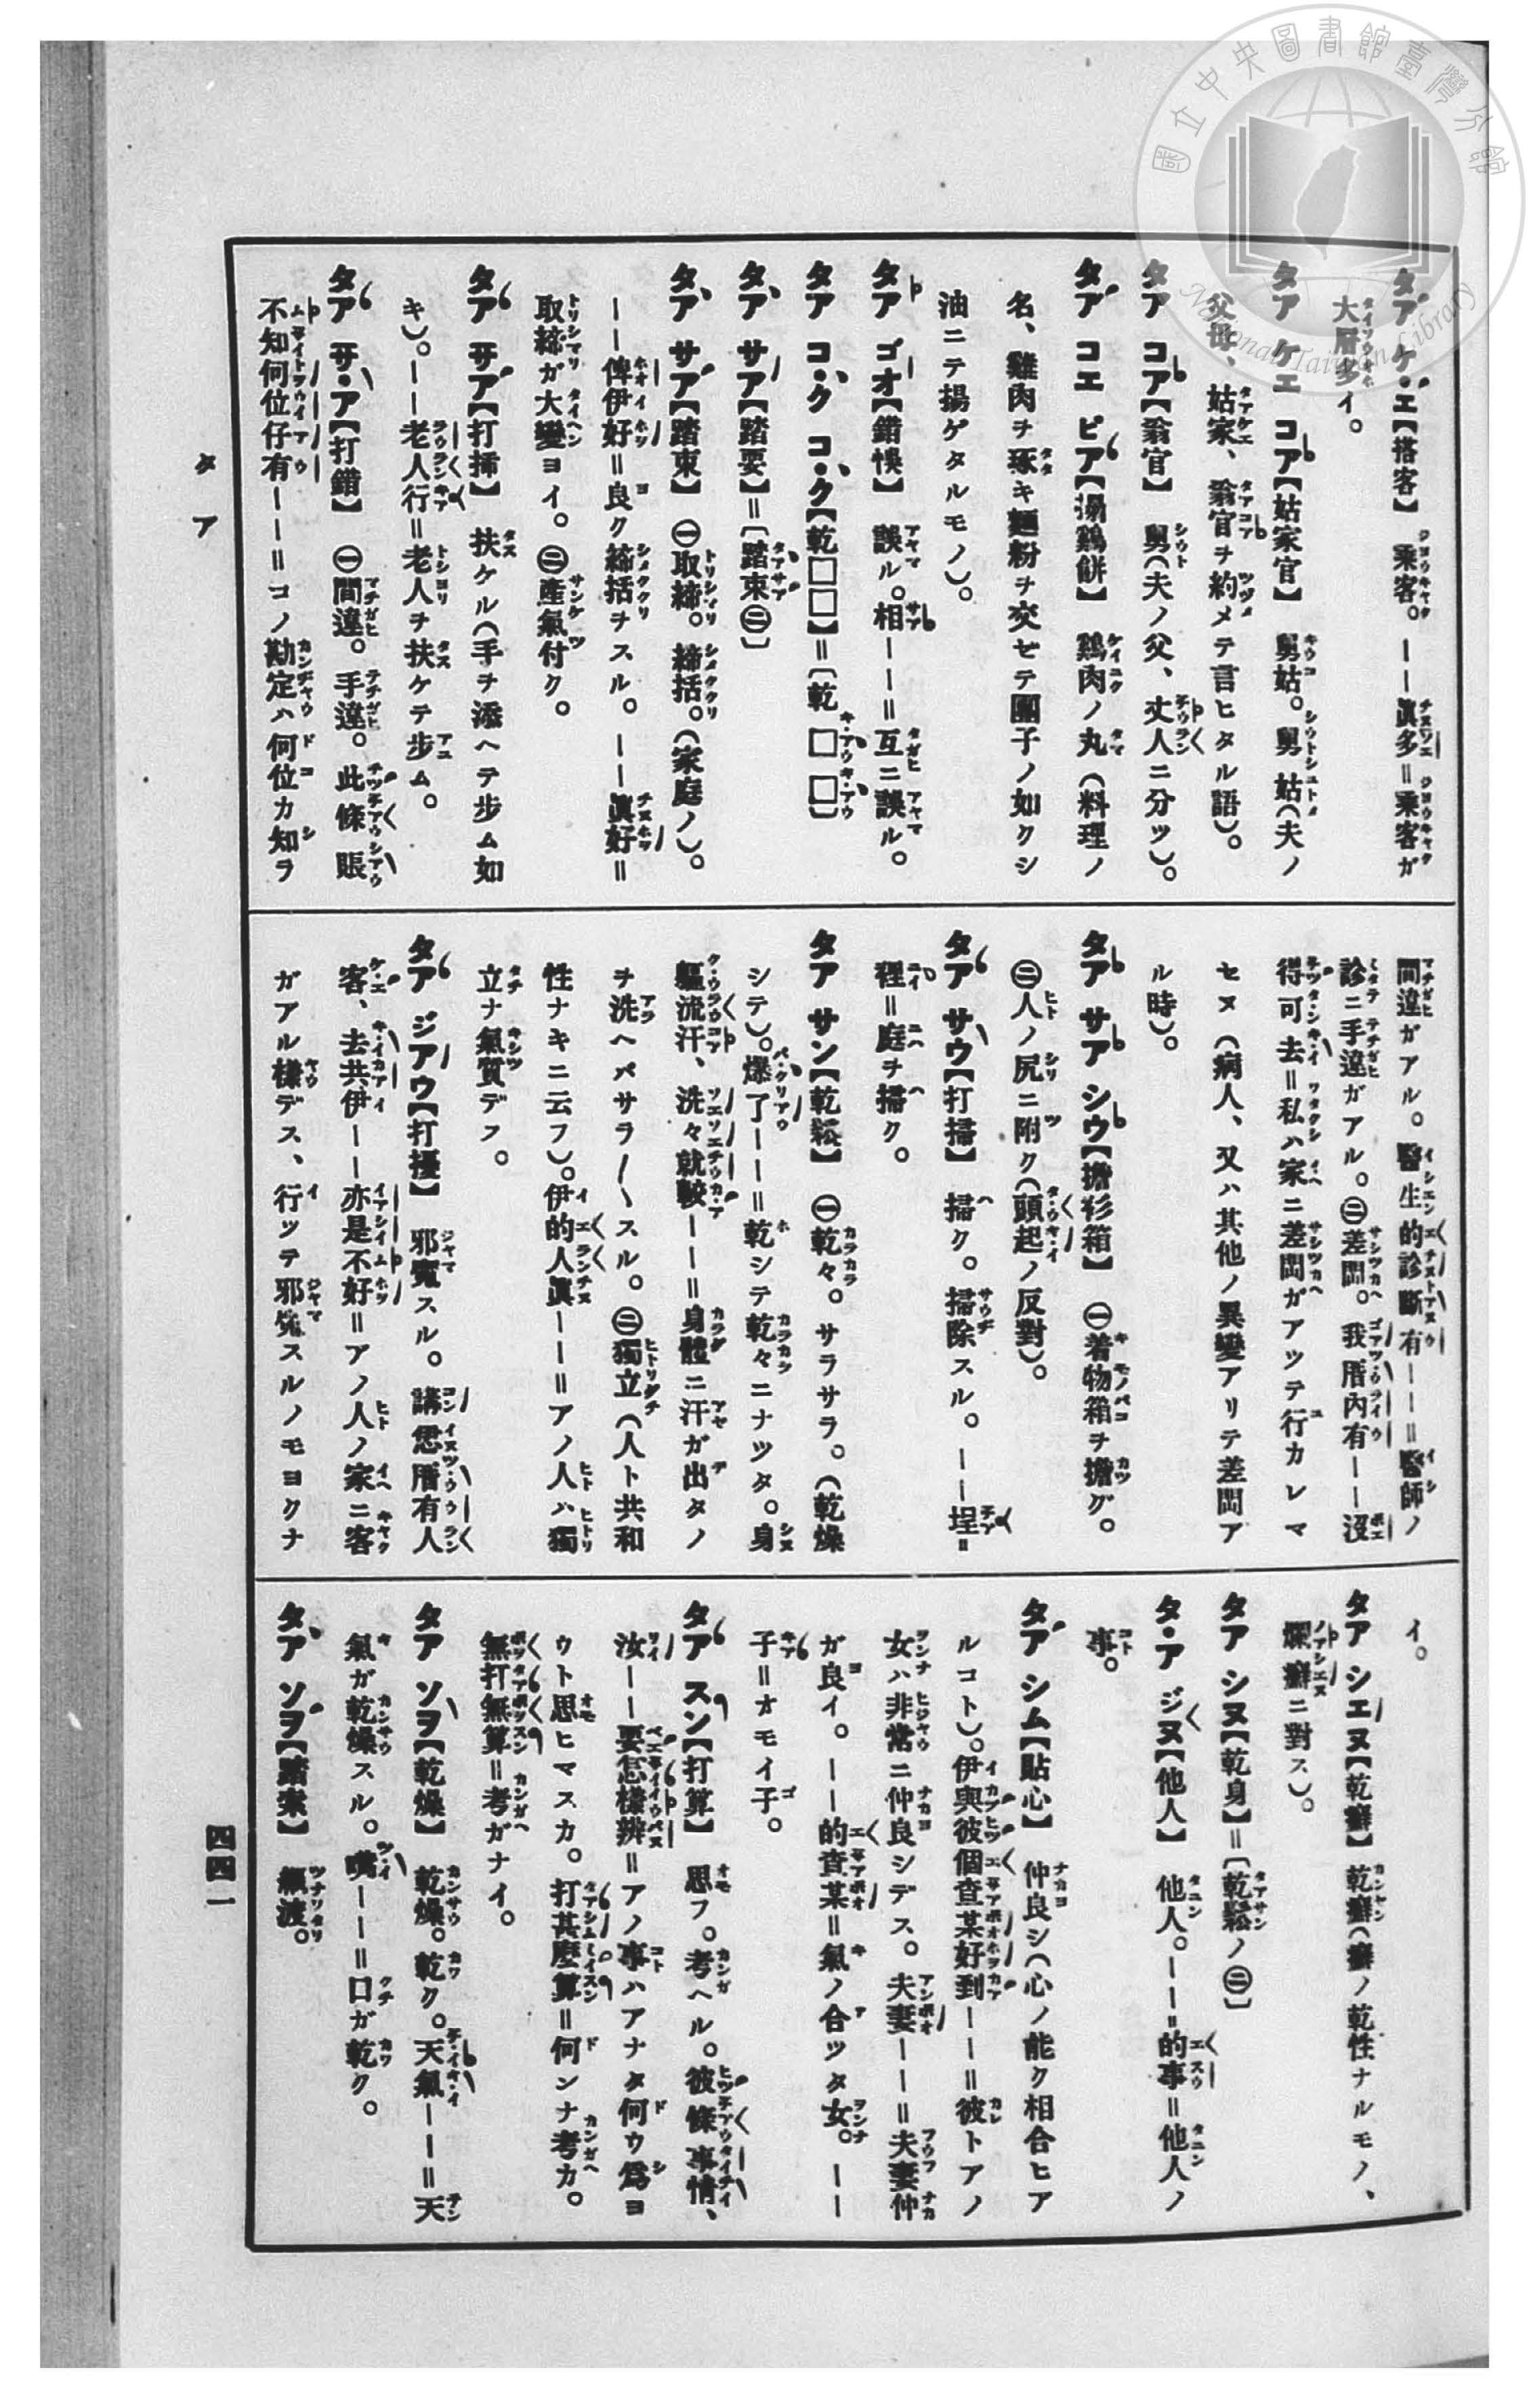 タア ケ・エ【搭客】 乘客。——眞多=乘客ガ
大層多イ。
タア ケエ コア【姑家官】 舅姑。舅姑(夫ノ
父母、姑家、翁官ヲ約メテ言ヒタル語)。
タア コア【翁官】 舅(夫ノ父、丈人ニ分ツ)。
タア コエ ピア【湯鷄餅】 鷄肉ノ丸(料理ノ
名、雞肉ヲ琢キ麵粉ヲ交ゼテ團子ノ如クシ
油ニテ揚ゲタルモノ)。
タア ゴオ【錯悞】 誤ル。相——=互ニ誤ル。
タア コ・ク コ・ク【乾□□】=〔乾□□〕
タア サア【踏要】=〔踏束㊁〕
タア サア【踏束】 ㊀取締。締括。(家庭ノ)。
——俾伊好=良ク締括ヲスル。——眞好=
取締ガ大變ヨイ。㊁產氣付ク。
タア サア【打揷】 扶ケル(手ヲ添ヘテ步ム如
キ)。——老人行=老人ヲ扶ケテ步ム。
タア サ・ア【打錯】 ㊀間違。手違。此條賬
不知何位仔有——=コノ勘定ハ何位カ知ラ
間違ガアル。醫生的診斷有——=醫師ノ
診ニ手違ガアル。㊁差閊。我厝內有——沒
得可去=私ハ家ニ差閊ガアツテ行カレマ
セヌ(病人、又ハ其他ノ異變アリテ差閊ア
ル時)。
タア サア シウ【擔衫箱】 ㊀着物箱ヲ擔グ。
㊁人ノ尻ニ附ク(頭起ノ反對)。
タア サウ【打掃】 掃ク。掃除スル。——埕=
裡=庭ヲ掃ク。
タア サン【乾鬆】 ㊀乾々。サラサラ。(乾燥
シテ)。爆了——=乾シテ乾々ニナツタ。身
軀流汗、洗々就較——=身體ニ汗ガ出タノ
ヲ洗ヘバサラ〱スル。㊁獨立(人ト共和
性ナキニ云フ)。伊的人眞——=アノ人ハ獨
立ナ氣質デフ。
タア ジアウ【打擾】 邪魔スル。講恁厝有人
客、去共伊——亦是不好=アノ人ノ家ニ客
ガアル樣デス、行ツテ邪魔スルノモヨクナ
イ。
タア シエヌ【乾癬】 乾癬(癬ノ乾性ナルモノ、
爛癬ニ對ス)。
タア シヌ【乾身】=〔乾鬆ノ㊁〕
タ・ア ジヌ【他人】 他人。——=的事=他人ノ
事。
タア シム【貼心】 仲良シ(心ノ能ク相合ヒア
ルコト)。伊與彼個查某好到——=彼トアノ
女ハ非常ニ仲良シデス。夫妻——=夫妻仲
ガ良イ。——的查某=氣ノ合ツタ女。——
子=オモイ子。
タア スン【打算】 思フ。考ヘル。彼條事情、
汝——要怎樣辨=アノ事ハアナタ何ウ爲ヨ
ウト思ヒマスカ。打甚麼算=何ンナ考カ。
無打無算=考ガナイ。
タア ソヲ【乾燥】 乾燥。乾ク。天氣——=天
氣ガ乾燥スル。嘴——=口ガ乾ク。
タア ソヲ【踏索】 綱渡。
タア
四四一
國立中央圖書館臺灣分館
National Taiwan Library